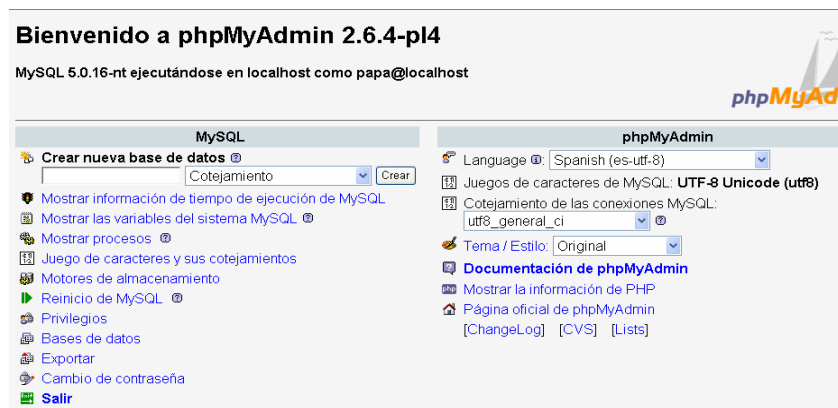 Bienvenido a phpMyAdmin 2.6.4-pl4
MySQL 5.0.16-nt ejecutándose en localhost como papa@localhost
phpMyAd
MySQL
Crear nueva base de datos
Cotejamiento Crear
Mostrar información de tiempo de ejecución de MySQL
Mostrar las variables del sistema MySQL
Mostrar procesos
Juego de caracteres y sus cotejamientos
Motores de almacenamiento
Reinicio de MySQL
Privilegios
Bases de datos
Exportar
Cambio de contraseña
Salir
phpMyAdmin
Language: Spanish (es-utf-8)
Juegos de caracteres de MySQL: UTF-8 Unicode (utf8)
Cotejamiento de las conexiones MySQL:
utf8_general_ci
Tema / Estilo: Original
Documentación de phpMyAdmin
Mostrar la información de PHP
Página oficial de phpMyAdmin
[ChangeLog] [CVS] [Lists]